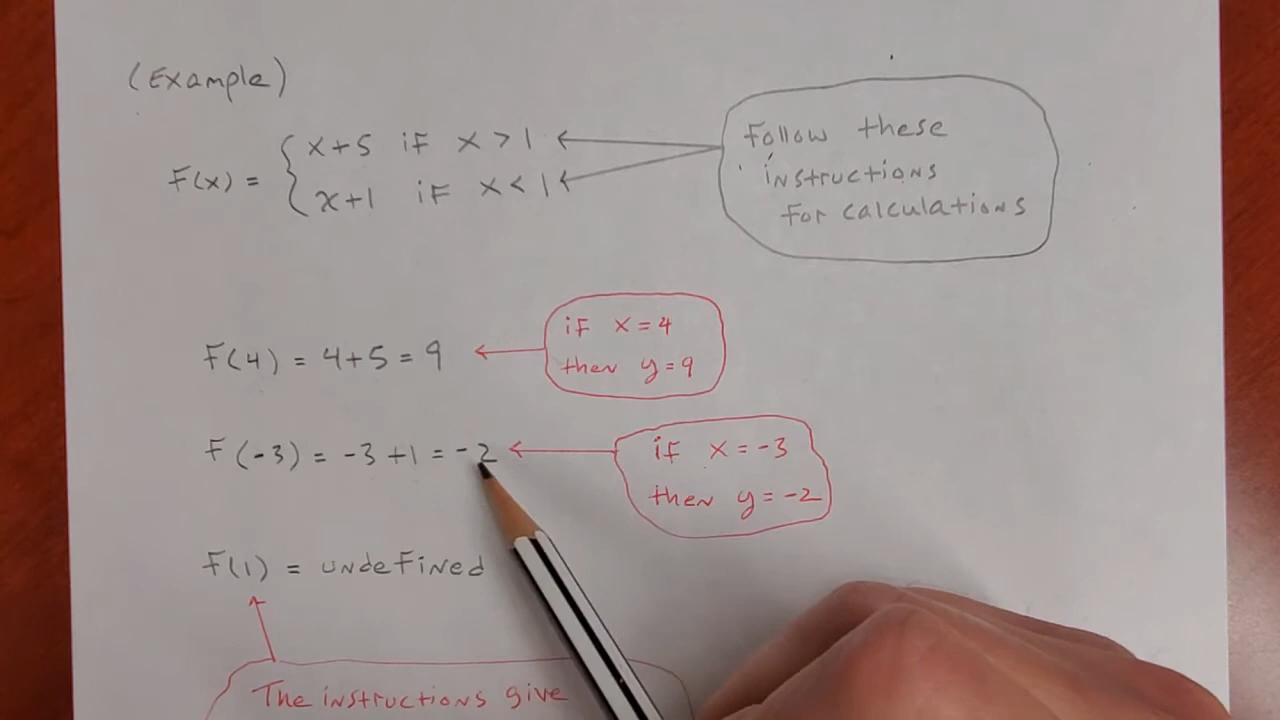 (Example)
F(x) = { x+5 if x > 1
x+1 if x < 1
Follow these
instructions
for calculations
F(4) = 4+5 = 9
if x = 4
then y = 9
F(-3) = -3 +1 = -2
if x = -3
then y = -2
F(1) = undefined
The instructions give